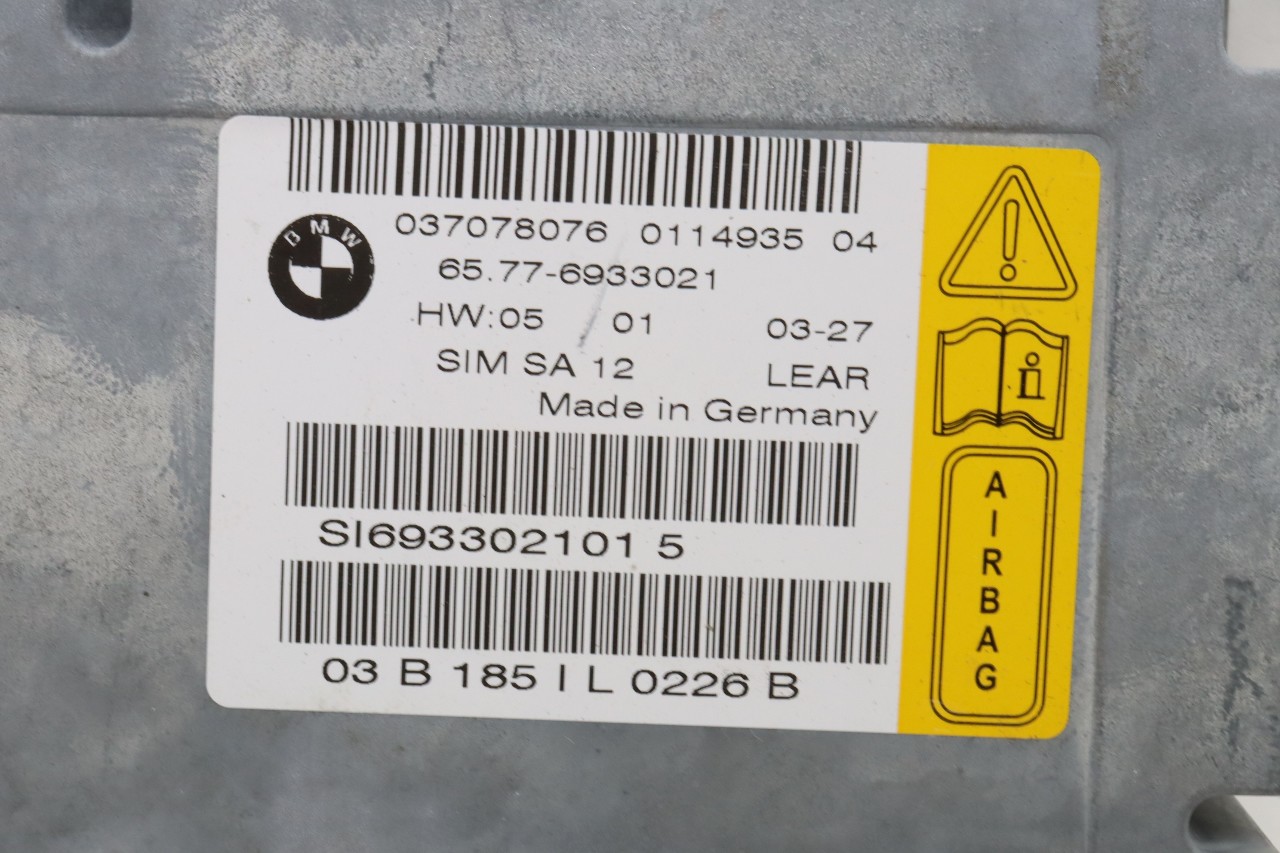 037078076 0114935 04
BMW
65.77-6933021
HW:05 01 03-27
SIM SA 12 LEAR
Made in Germany
SI693302101 5
03 B 185 I L 0226 B
i
AIRBAG